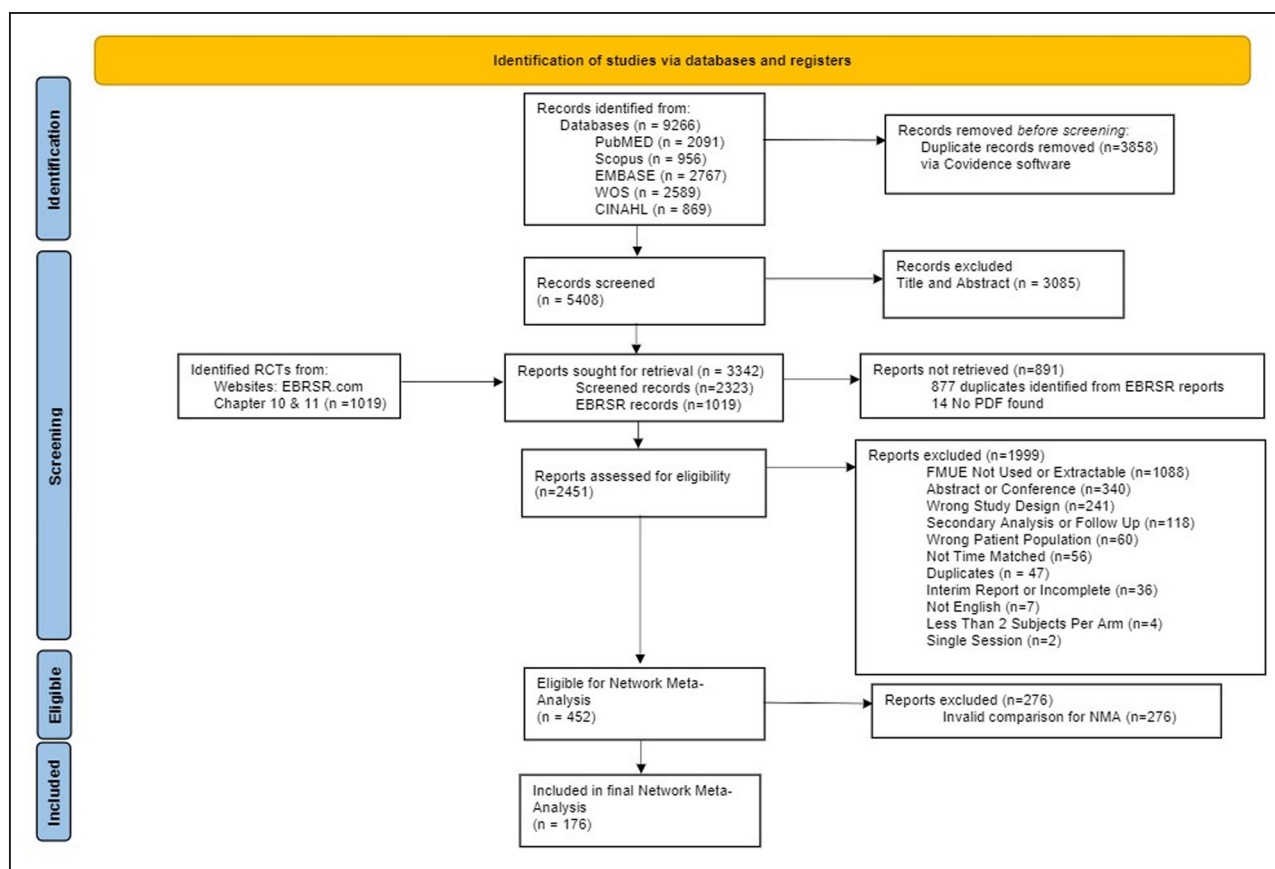 Identification of studies via databases and registers
Identification
Records identified from:
Databases (n = 9266)
PubMED (n = 2091)
Scopus (n = 956)
EMBASE (n = 2767)
WOS (n = 2589)
CINAHL (n = 869)
Records removed before screening:
Duplicate records removed (n=3858)
via Covidence software
Screening
Records screened
(n = 5408)
Records excluded
Title and Abstract (n = 3085)
Identified RCTs from:
Websites: EBRSR.com
Chapter 10 & 11 (n =1019)
Reports sought for retrieval (n = 3342)
Screened records (n=2323)
EBRSR records (n=1019)
Reports not retrieved (n=891)
877 duplicates identified from EBRSR reports
14 No PDF found
Reports assessed for eligibility
(n=2451)
Reports excluded (n=1999)
FMUE Not Used or Extractable (n=1088)
Abstract or Conference (n=340)
Wrong Study Design (n=241)
Secondary Analysis or Follow Up (n=118)
Wrong Patient Population (n=60)
Not Time Matched (n=56)
Duplicates (n = 47)
Interim Report or Incomplete (n=36)
Not English (n=7)
Less Than 2 Subjects Per Arm (n=4)
Single Session (n=2)
Eligible
Eligible for Network Meta-
Analysis
(n = 452)
Reports excluded (n=276)
Invalid comparison for NMA (n=276)
Included
Included in final Network Meta-
Analysis
(n = 176)